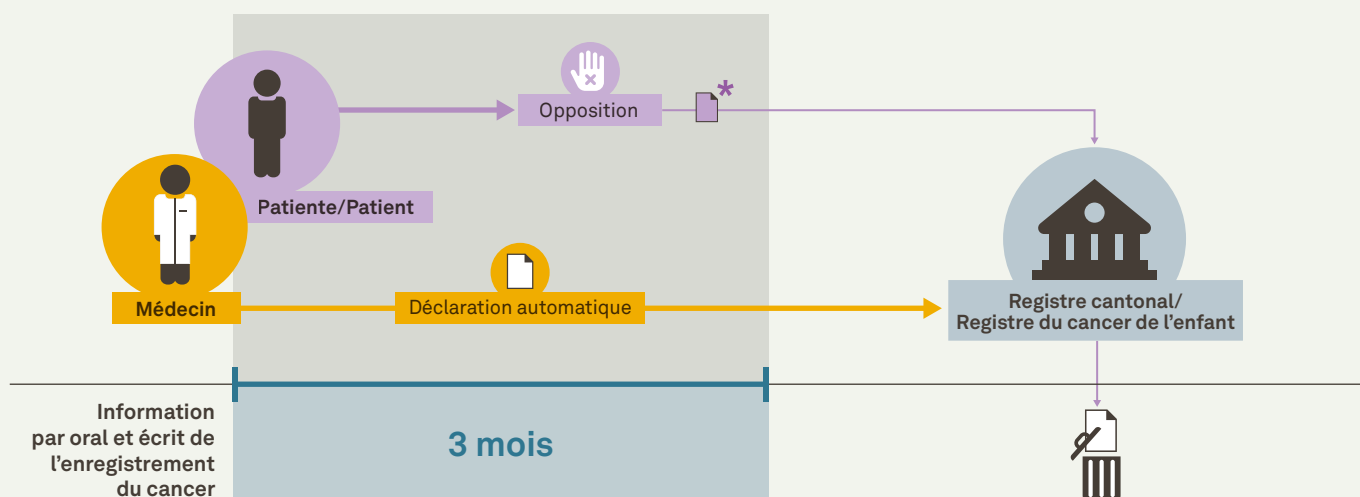 Opposition
*
Patiente/Patient
Déclaration automatique
Médecin
Registre cantonal/
Registre du cancer de l’enfant
Information
par oral et écrit de
l’enregistrement
du cancer
3 mois